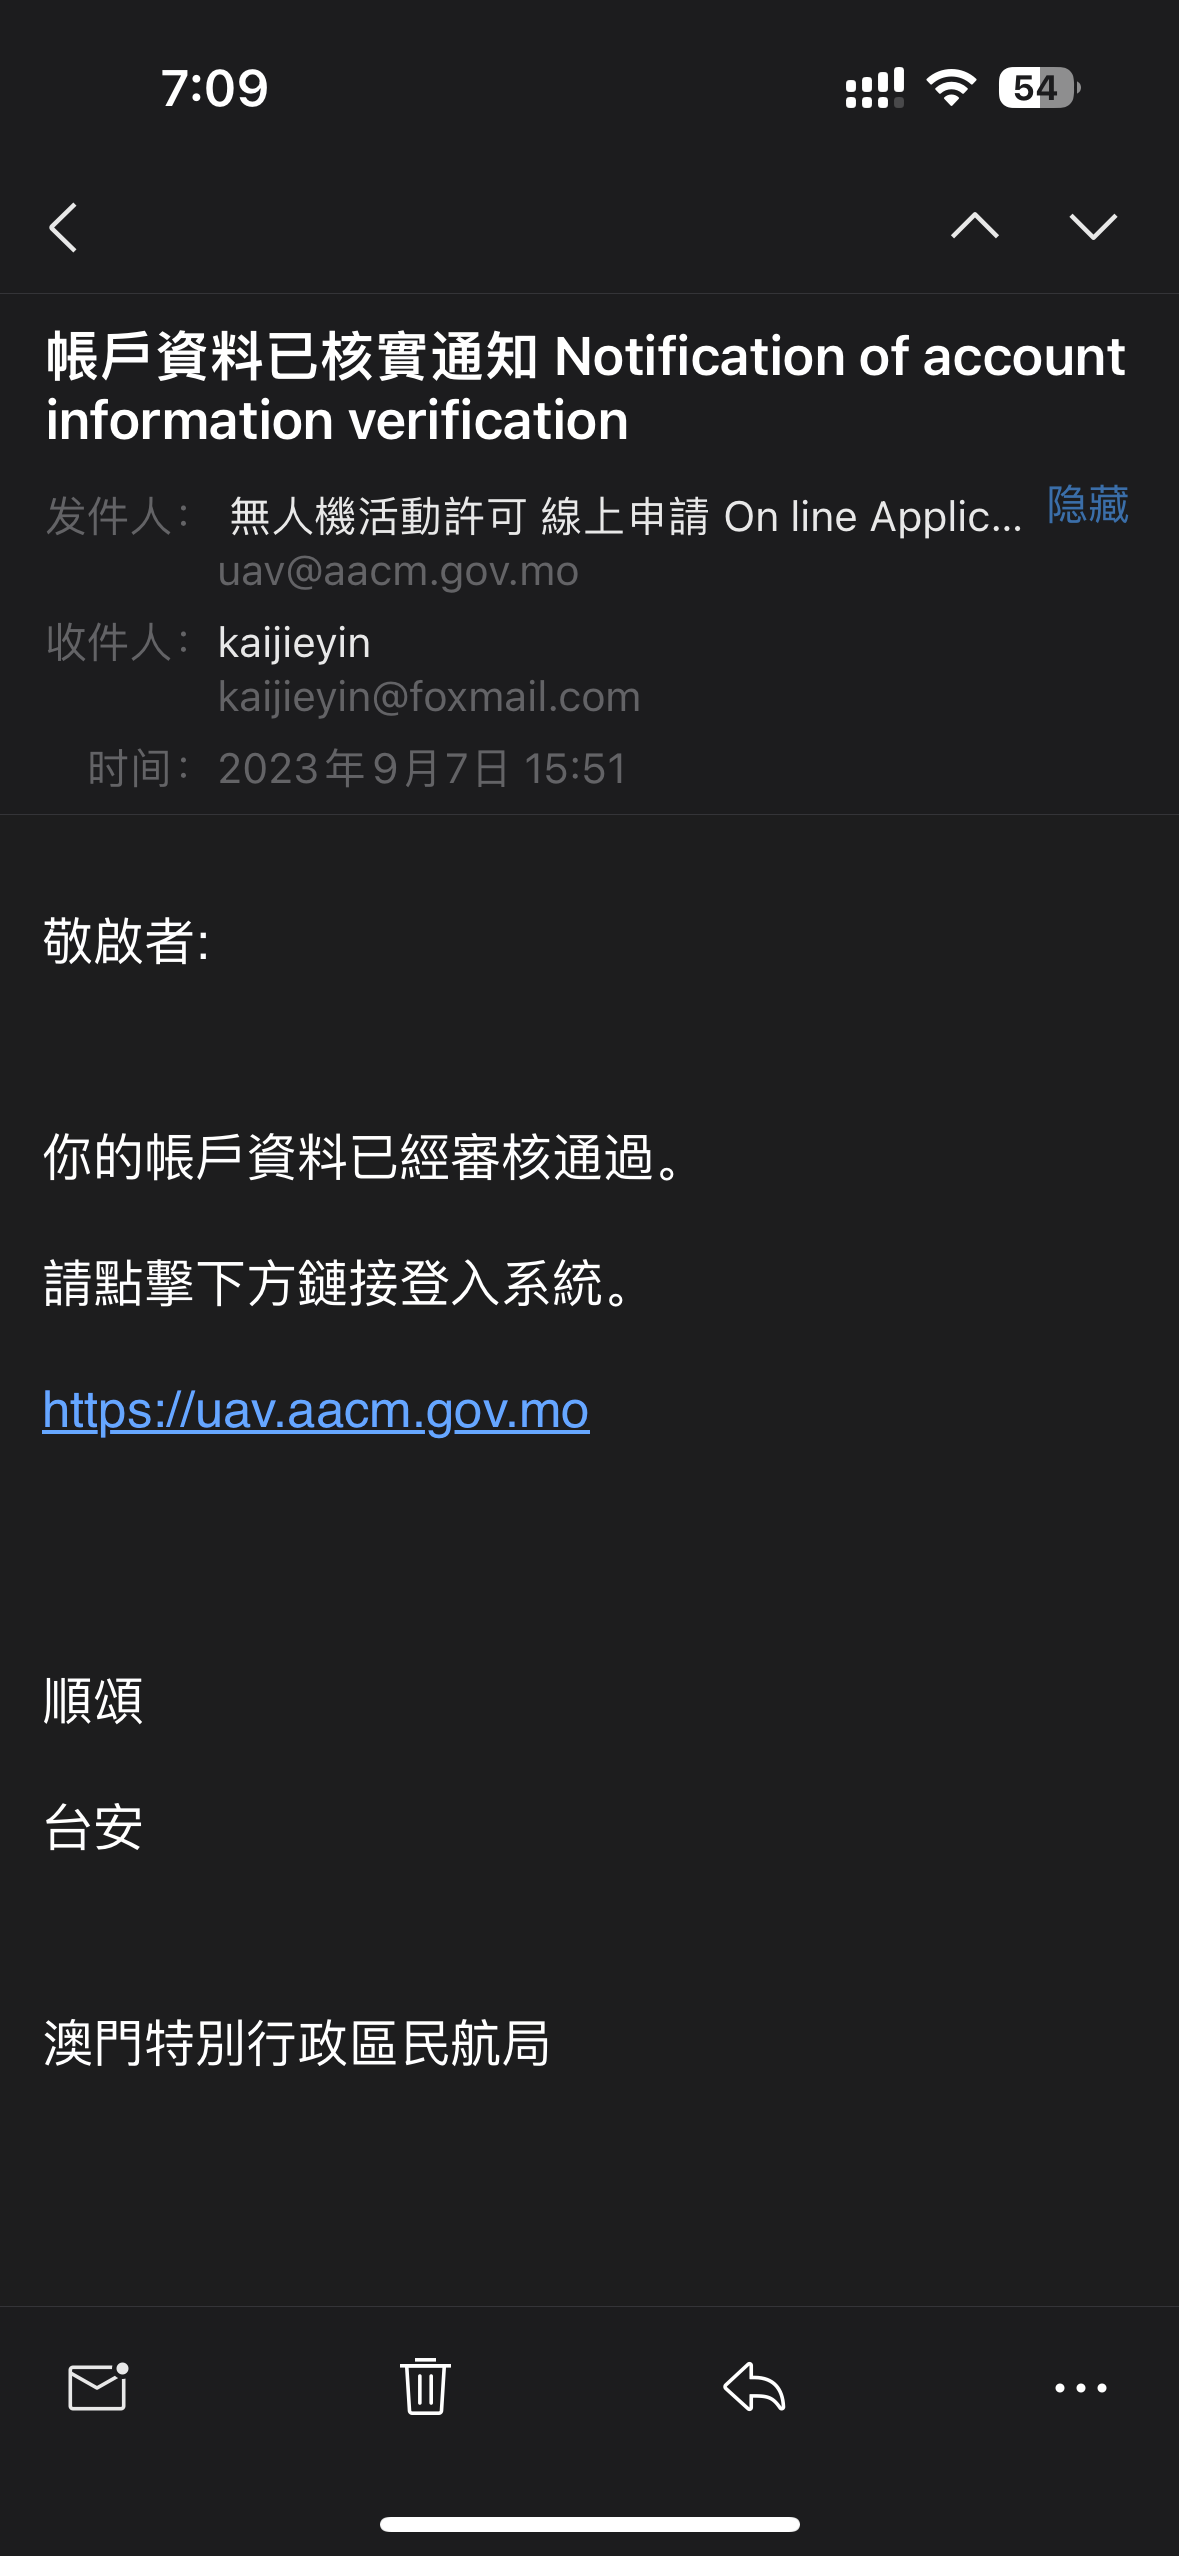 7:09
54
帳戶資料已核實通知 Notification of account
information verification
发件人： 無人機活動許可 線上申請 On line Applic... 隐藏
uav@aacm.gov.mo
收件人： kaijieyin
kaijieyin@foxmail.com
时间： 2023年9月7日 15:51
敬啟者:
你的帳戶資料已經審核通過。
請點擊下方鏈接登入系統。
https://uav.aacm.gov.mo
順頌
台安
澳門特別行政區民航局